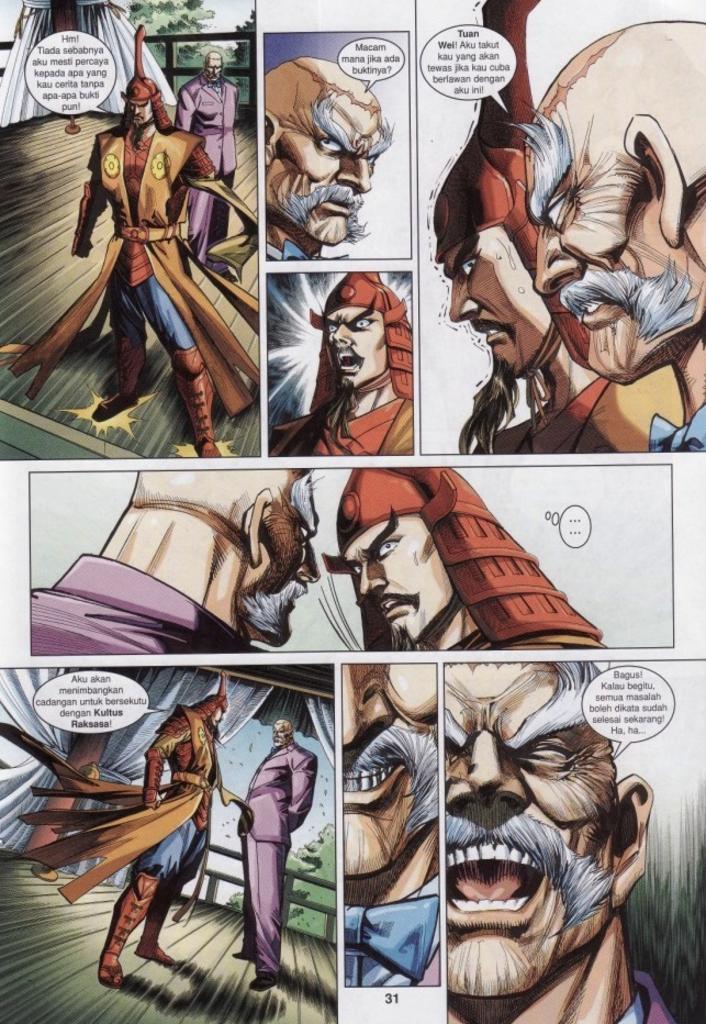 Hm!
Tiada sebabnya
aku mesti percaya
kepada apa yang
kau cerita tanpa
apa-apa bukti
pun!
Macam
mana jika ada
buktinya?
Tuan
Wei! Aku takut
kau yang akan
tewas jika kau cuba
berlawan dengan
aku ini!
...
...
Aku akan
menimbangkan
cadangan untuk bersekutu
dengan Kultus
Raksasa!
Bagus!
Kalau begitu,
semua masalah
boleh dikata sudah
selesai sekarang!
Ha, ha...
31